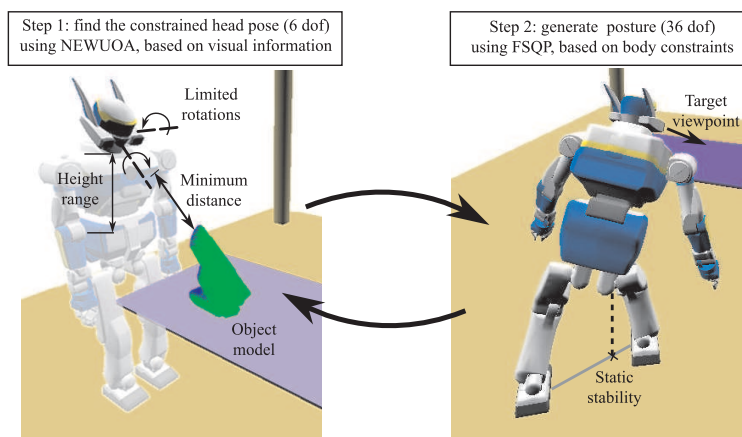 Step 1: find the constrained head pose (6 dof)
using NEWUOA, based on visual information
Step 2: generate posture (36 dof)
using FSQP, based on body constraints
Limited
rotations
Height
range
Minimum
distance
Object
model
Target
viewpoint
Static
stability